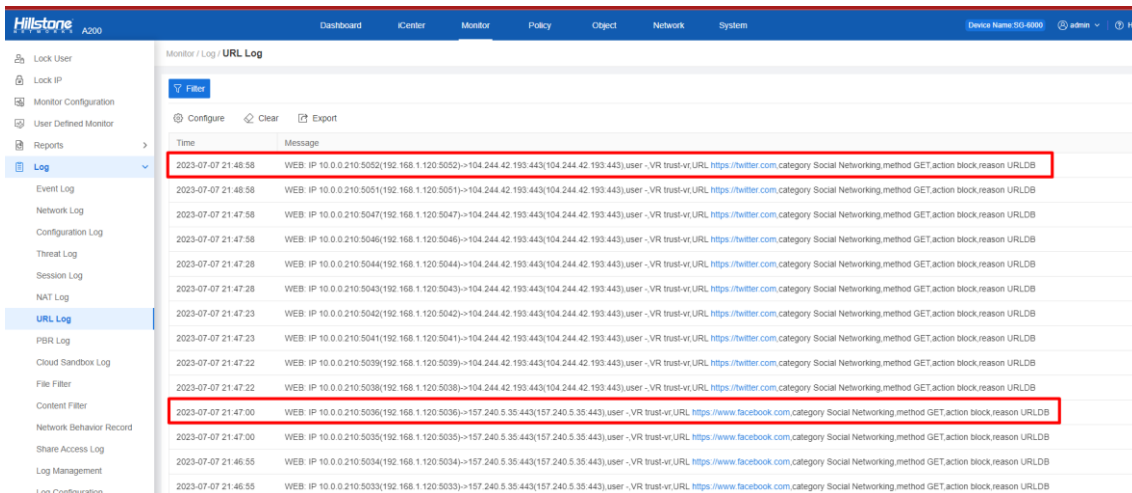 Hillstone NETWORKS A200 Dashboard iCenter Monitor Policy Object Network System Device Name:SG-6000 admin H
Lock User
Lock IP
Monitor Configuration
User Defined Monitor
Reports
Log
Event Log
Network Log
Configuration Log
Threat Log
Session Log
NAT Log
URL Log
PBR Log
Cloud Sandbox Log
File Filter
Content Filter
Network Behavior Record
Share Access Log
Log Management
Log Configuration
Monitor / Log / URL Log
Filter
Configure Clear Export
Time Message
2023-07-07 21:48:58 WEB: IP 10.0.0.210:5052(192.168.1.120:5052)->104.244.42.193:443(104.244.42.193:443),user -,VR trust-vr,URL https://twitter.com,category Social Networking,method GET,action block,reason URLDB
2023-07-07 21:48:58 WEB: IP 10.0.0.210:5051(192.168.1.120:5051)->104.244.42.193:443(104.244.42.193:443),user -,VR trust-vr,URL https://twitter.com,category Social Networking,method GET,action block,reason URLDB
2023-07-07 21:47:58 WEB: IP 10.0.0.210:5047(192.168.1.120:5047)->104.244.42.193:443(104.244.42.193:443),user -,VR trust-vr,URL https://twitter.com,category Social Networking,method GET,action block,reason URLDB
2023-07-07 21:47:58 WEB: IP 10.0.0.210:5046(192.168.1.120:5046)->104.244.42.193:443(104.244.42.193:443),user -,VR trust-vr,URL https://twitter.com,category Social Networking,method GET,action block,reason URLDB
2023-07-07 21:47:28 WEB: IP 10.0.0.210:5044(192.168.1.120:5044)->104.244.42.193:443(104.244.42.193:443),user -,VR trust-vr,URL https://twitter.com,category Social Networking,method GET,action block,reason URLDB
2023-07-07 21:47:28 WEB: IP 10.0.0.210:5043(192.168.1.120:5043)->104.244.42.193:443(104.244.42.193:443),user -,VR trust-vr,URL https://twitter.com,category Social Networking,method GET,action block,reason URLDB
2023-07-07 21:47:23 WEB: IP 10.0.0.210:5042(192.168.1.120:5042)->104.244.42.193:443(104.244.42.193:443),user -,VR trust-vr,URL https://twitter.com,category Social Networking,method GET,action block,reason URLDB
2023-07-07 21:47:23 WEB: IP 10.0.0.210:5041(192.168.1.120:5041)->104.244.42.193:443(104.244.42.193:443),user -,VR trust-vr,URL https://twitter.com,category Social Networking,method GET,action block,reason URLDB
2023-07-07 21:47:22 WEB: IP 10.0.0.210:5039(192.168.1.120:5039)->104.244.42.193:443(104.244.42.193:443),user -,VR trust-vr,URL https://twitter.com,category Social Networking,method GET,action block,reason URLDB
2023-07-07 21:47:22 WEB: IP 10.0.0.210:5038(192.168.1.120:5038)->104.244.42.193:443(104.244.42.193:443),user -,VR trust-vr,URL https://twitter.com,category Social Networking,method GET,action block,reason URLDB
2023-07-07 21:47:00 WEB: IP 10.0.0.210:5036(192.168.1.120:5036)->157.240.5.35:443(157.240.5.35:443),user -,VR trust-vr,URL https://www.facebook.com,category Social Networking,method GET,action block,reason URLDB
2023-07-07 21:47:00 WEB: IP 10.0.0.210:5035(192.168.1.120:5035)->157.240.5.35:443(157.240.5.35:443),user -,VR trust-vr,URL https://www.facebook.com,category Social Networking,method GET,action block,reason URLDB
2023-07-07 21:46:55 WEB: IP 10.0.0.210:5034(192.168.1.120:5034)->157.240.5.35:443(157.240.5.35:443),user -,VR trust-vr,URL https://www.facebook.com,category Social Networking,method GET,action block,reason URLDB
2023-07-07 21:46:55 WEB: IP 10.0.0.210:5033(192.168.1.120:5033)->157.240.5.35:443(157.240.5.35:443),user -,VR trust-vr,URL https://www.facebook.com,category Social Networking,method GET,action block,reason URLDB